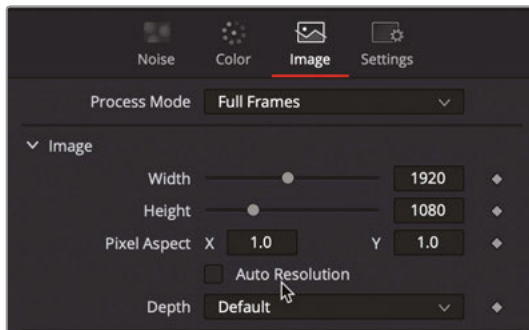 Noise Color Image Settings
Process Mode Full Frames
Image
Width 1920
Height 1080
Pixel Aspect X 1.0 Y 1.0
Auto Resolution
Depth Default